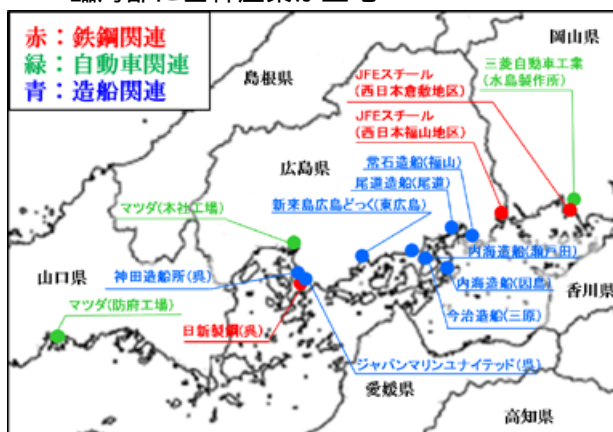 赤：鉄鋼関連
緑：自動車関連
青：造船関連
岡山県
島根県
広島県
山口県
香川県
愛媛県
高知県
JFEスチール
(西日本倉敷地区)
三菱自動車工業
(水島製作所)
JFEスチール
(西日本福山地区)
常石造船(福山)
尾道造船(尾道)
新来島広島どっく(東広島)
マツダ(本社工場)
神田造船所(呉)
マツダ(防府工場)
日新製鋼(呉)
内海造船(瀬戸田)
内海造船(因島)
今治造船(三原)
ジャパンマリンユナイテッド(呉)